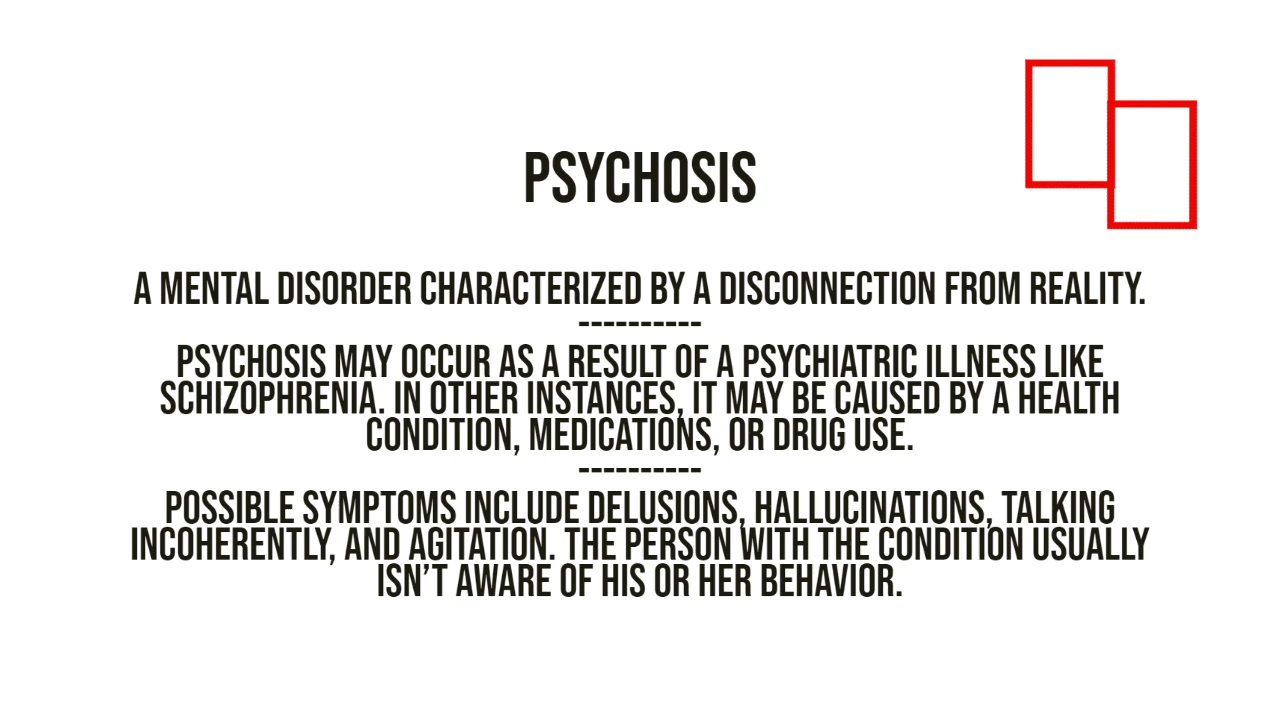 PSYCHOSIS
A MENTAL DISORDER CHARACTERIZED BY A DISCONNECTION FROM REALITY.
----------
PSYCHOSIS MAY OCCUR AS A RESULT OF A PSYCHIATRIC ILLNESS LIKE
SCHIZOPHRENIA. IN OTHER INSTANCES, IT MAY BE CAUSED BY A HEALTH
CONDITION, MEDICATIONS, OR DRUG USE.
----------
POSSIBLE SYMPTOMS INCLUDE DELUSIONS, HALLUCINATIONS, TALKING
INCOHERENTLY, AND AGITATION. THE PERSON WITH THE CONDITION USUALLY
ISN’T AWARE OF HIS OR HER BEHAVIOR.